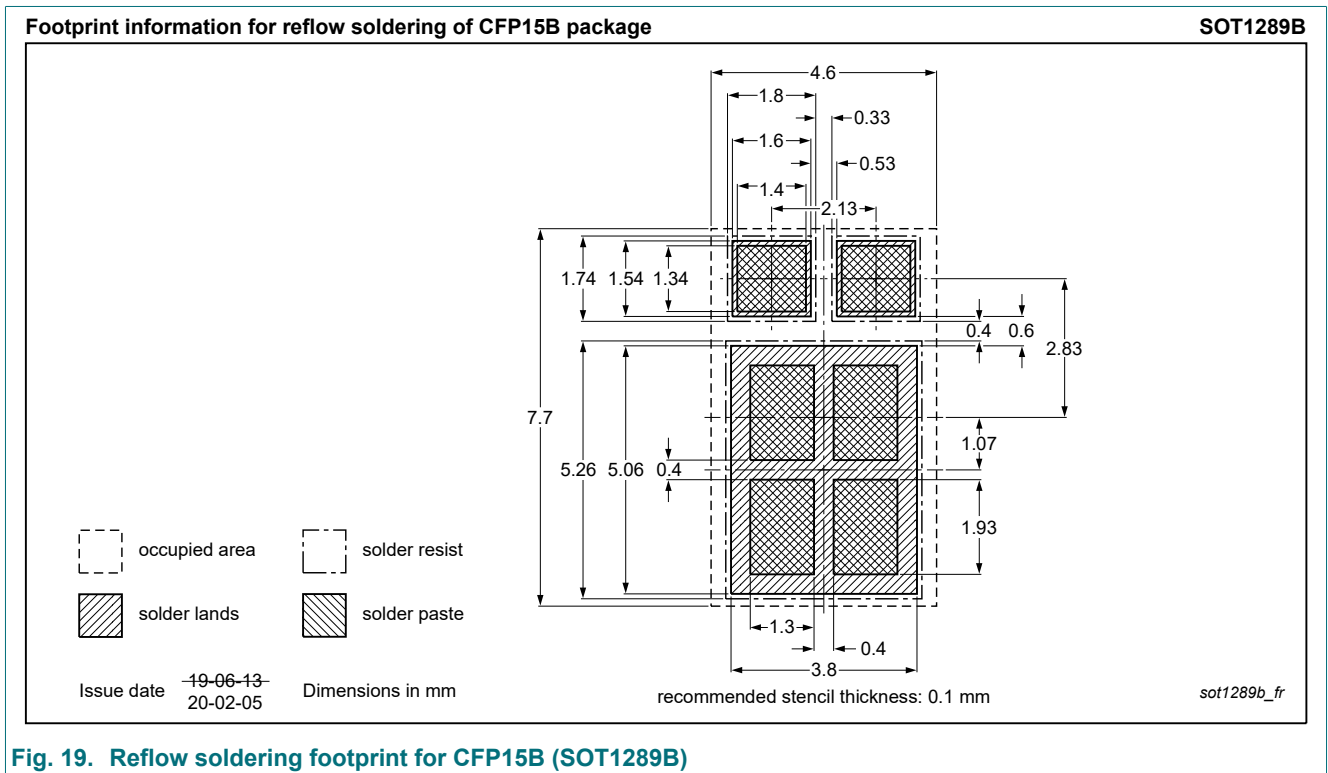 Footprint information for reflow soldering of CFP15B package SOT1289B
4.6
1.8
0.33
1.6
0.53
1.4
2.13
1.74 1.54 1.34
0.4 0.6
2.83
7.7
1.07
5.26 5.06 0.4
1.93
occupied area solder resist
solder lands solder paste
1.3
0.4
3.8
Issue date 19-06-13 Dimensions in mm
20-02-05
recommended stencil thickness: 0.1 mm
sot1289b_fr
Fig. 19. Reflow soldering footprint for CFP15B (SOT1289B)